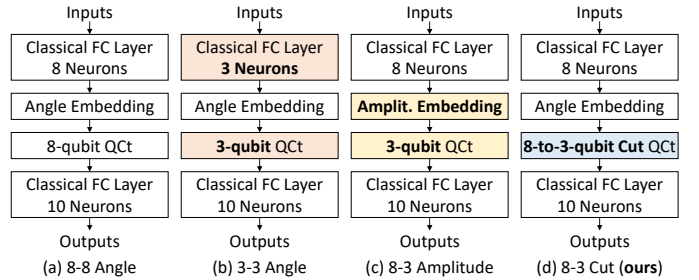 Inputs
Classical FC Layer
8 Neurons
Angle Embedding
8-qubit QCt
Classical FC Layer
10 Neurons
Outputs
(a) 8-8 Angle
Inputs
Classical FC Layer
3 Neurons
Angle Embedding
3-qubit QCt
Classical FC Layer
10 Neurons
Outputs
(b) 3-3 Angle
Inputs
Classical FC Layer
8 Neurons
Amplit. Embedding
3-qubit QCt
Classical FC Layer
10 Neurons
Outputs
(c) 8-3 Amplitude
Inputs
Classical FC Layer
8 Neurons
Angle Embedding
8-to-3-qubit Cut QCt
Classical FC Layer
10 Neurons
Outputs
(d) 8-3 Cut (ours)